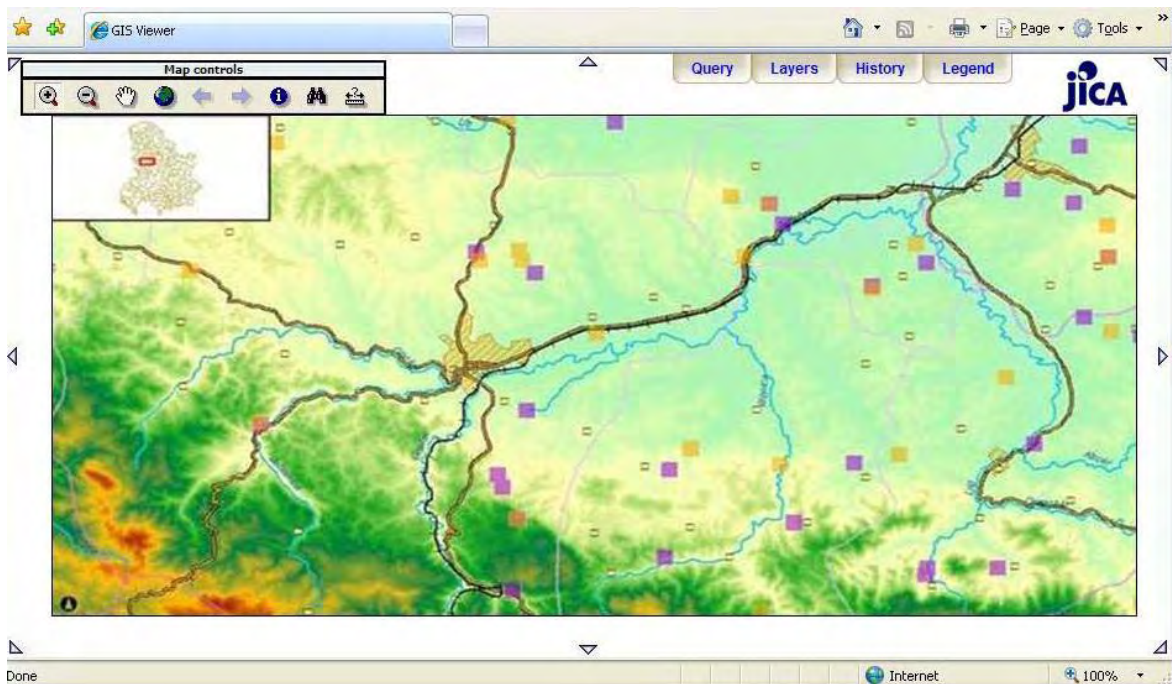 GIS Viewer
Page
Tools
»
Map controls
Query
Layers
History
Legend
jica
Done
Internet
100%